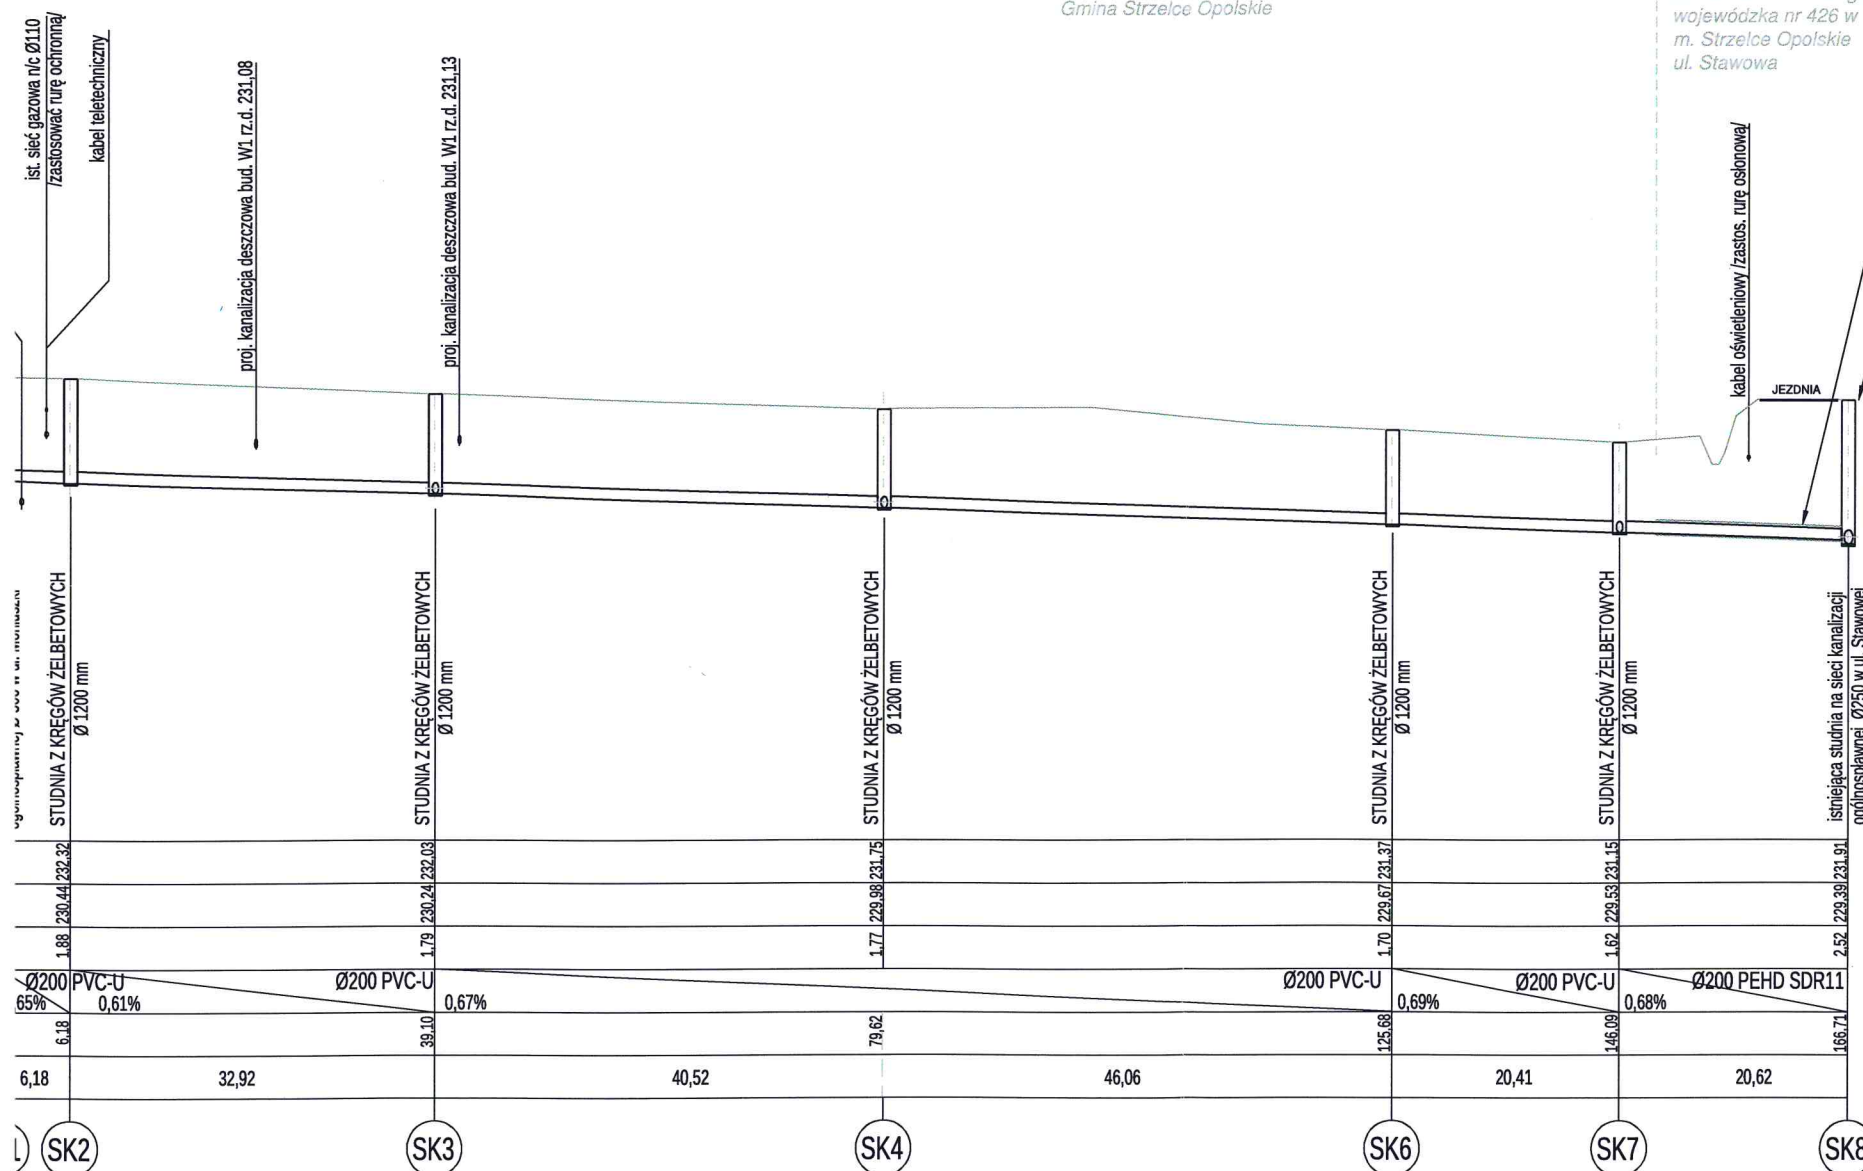 Gmina Strzelce Opolskie
wojewódzka nr 426 w
m. Strzelce Opolskie
ul. Stawowa
ist. sieć gazowa n/c Ø110
/zastosować rurę ochronną/
kabel teletechniczny
proj. kanalizacja deszczowa bud. W1 rz.d. 231,08
proj. kanalizacja deszczowa bud. W1 rz.d. 231,13
kabel oświetleniowy /zastos. rurę osłonową/
JEZDNIA
STUDNIA Z KRĘGÓW ŻELBETOWYCH
Ø 1200 mm
STUDNIA Z KRĘGÓW ŻELBETOWYCH
Ø 1200 mm
STUDNIA Z KRĘGÓW ŻELBETOWYCH
Ø 1200 mm
STUDNIA Z KRĘGÓW ŻELBETOWYCH
Ø 1200 mm
STUDNIA Z KRĘGÓW ŻELBETOWYCH
Ø 1200 mm
istniejąca studnia na sieci kanalizacji
ogólnospławnej Ø250 w ul. Stawowej
232,32 232,03 231,75 231,37 231,15 231,91
230,44 230,24 229,98 229,67 229,53 229,39
1,88 1,79 1,77 1,70 1,62 2,52
Ø200 PVC-U Ø200 PVC-U Ø200 PVC-U Ø200 PVC-U Ø200 PEHD SDR11
65% 0,61% 0,67% 0,69% 0,68%
6,18 39,10 79,62 125,68 146,09 166,71
6,18 32,92 40,52 46,06 20,41 20,62
SK2 SK3 SK4 SK6 SK7 SK8